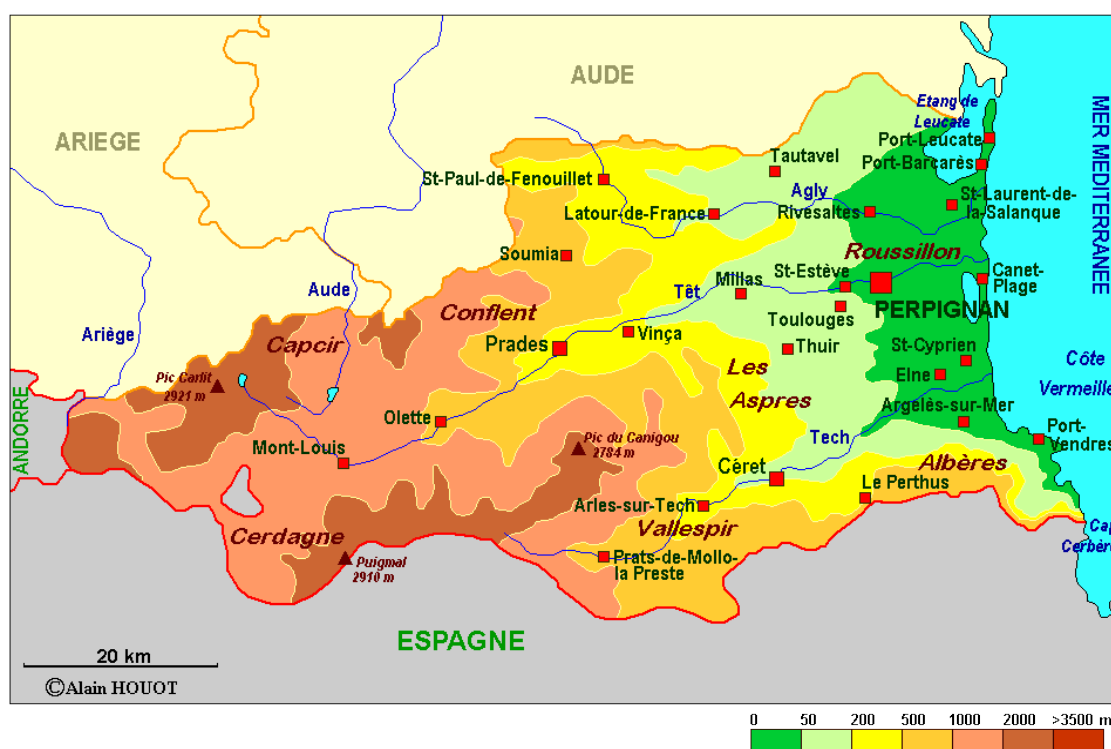 AUDE
ARIEGE
MER MEDITERRANEE
Etang de
Leucate
Port-Leucate
Port-Barcarès
Tautavel
St-Paul-de-Fenouillet
Agly
St-Laurent-de-
la-Salanque
Latour-de-France
Rivesaltes
Soumia
Roussillon
St-Estève
Millas
Canet-
Plage
Aude
Têt
Conflent
PERPIGNAN
Ariège
Toulouges
Vinça
Capcir
Prades
Thuir
St-Cyprien
Côte
Vermeille
Les
Aspres
Elne
Pic Carlit
2921 m
ANDORRE
Olette
Argelès-sur-Mer
Tech
Port-
Vendres
Mont-Louis
Pic du Canigou
2784 m
Céret
Albères
Le Perthus
Arles-sur-Tech
Vallespir
Cap
Cerbère
Cerdagne
Puigmal
2910 m
Prats-de-Mollo-
la Preste
ESPAGNE
20 km
©Alain HOUOT
0 50 200 500 1000 2000 >3500 m